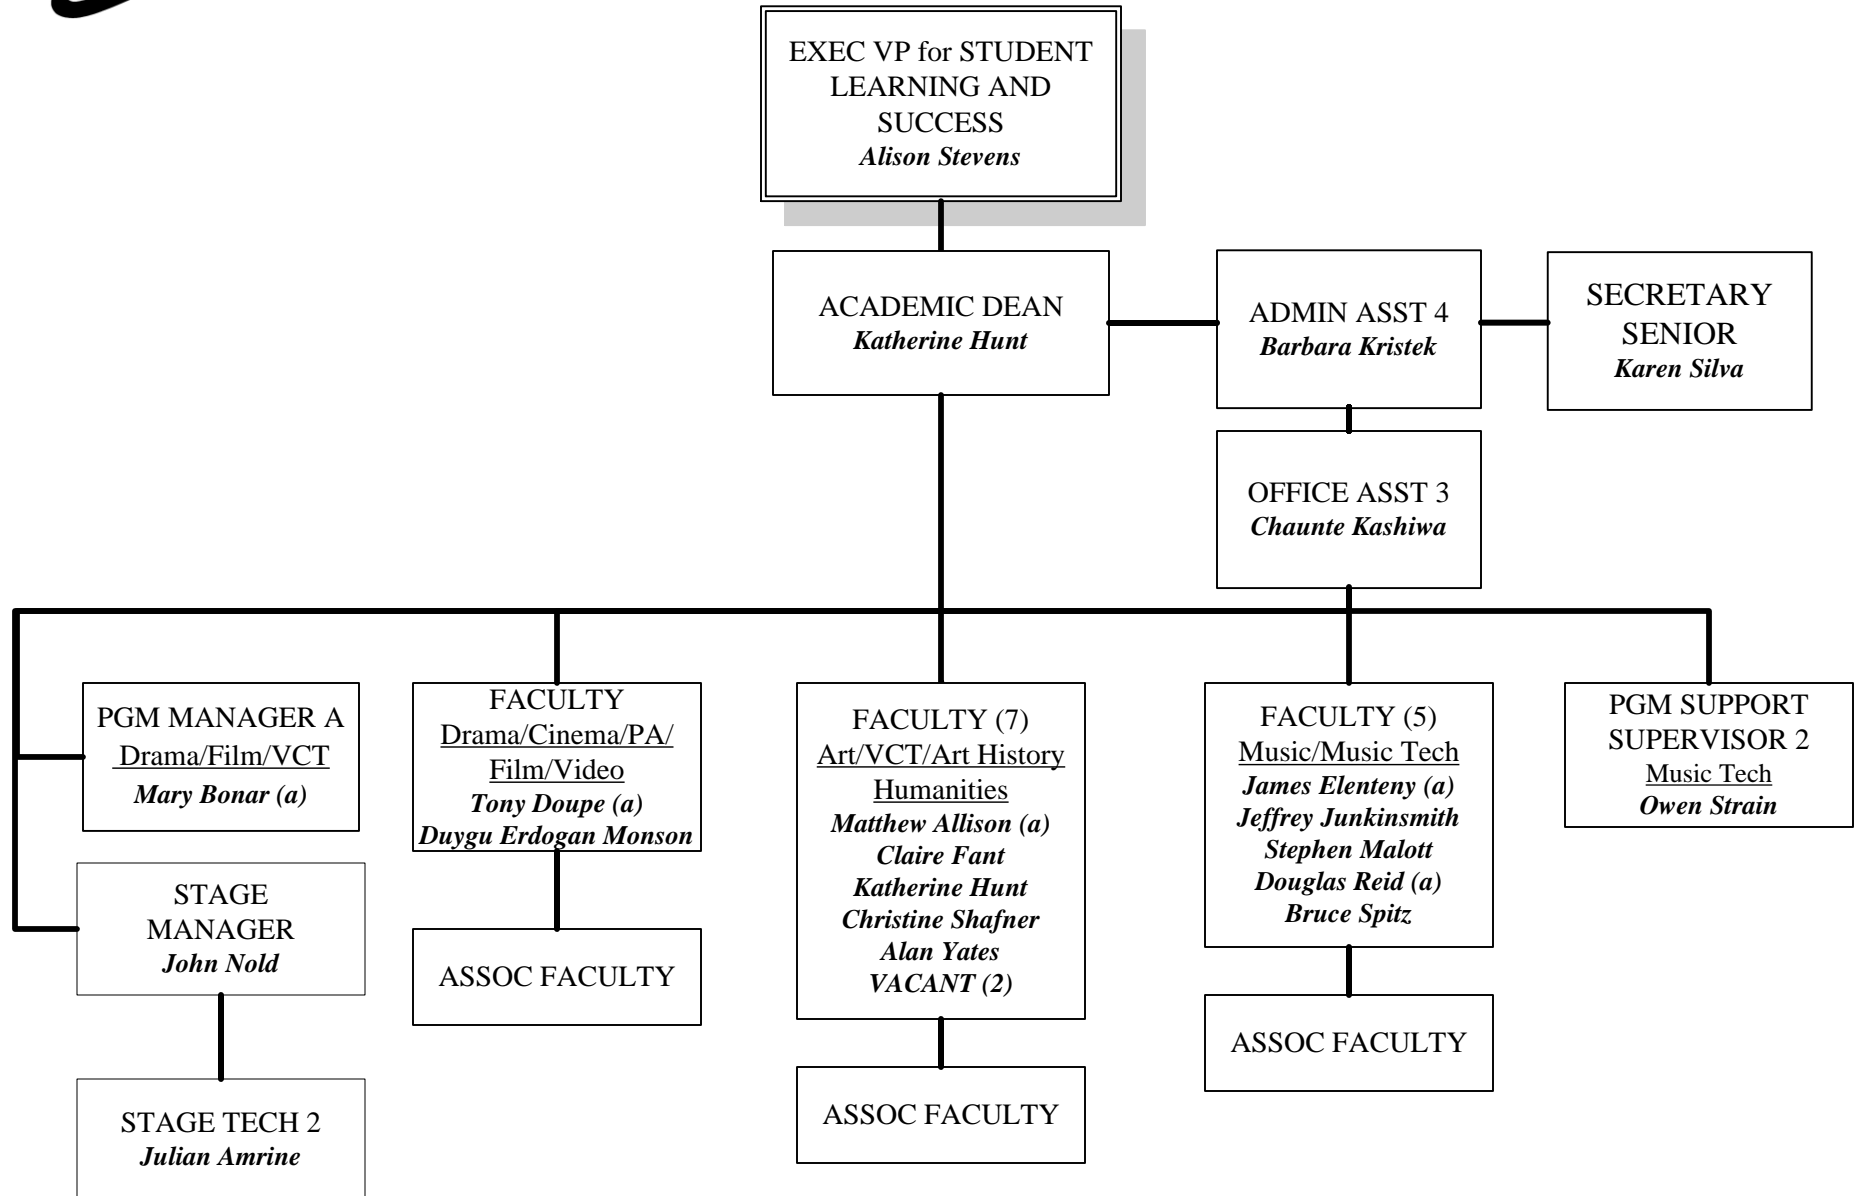 EXEC VP for STUDENT
LEARNING AND
SUCCESS
Alison Stevens
ACADEMIC DEAN
Katherine Hunt
ADMIN ASST 4
Barbara Kristek
SECRETARY
SENIOR
Karen Silva
OFFICE ASST 3
Chaunte Kashiwa
PGM MANAGER A
Drama/Film/VCT
Mary Bonar (a)
FACULTY
Drama/Cinema/PA/
Film/Video
Tony Doupe (a)
Duygu Erdogan Monson
FACULTY (7)
Art/VCT/Art History
Humanities
Matthew Allison (a)
Claire Fant
Katherine Hunt
Christine Shafner
Alan Yates
VACANT (2)
FACULTY (5)
Music/Music Tech
James Elenteny (a)
Jeffrey Junkinsmith
Stephen Malott
Douglas Reid (a)
Bruce Spitz
PGM SUPPORT
SUPERVISOR 2
Music Tech
Owen Strain
STAGE
MANAGER
John Nold
ASSOC FACULTY
ASSOC FACULTY
ASSOC FACULTY
STAGE TECH 2
Julian Amrine